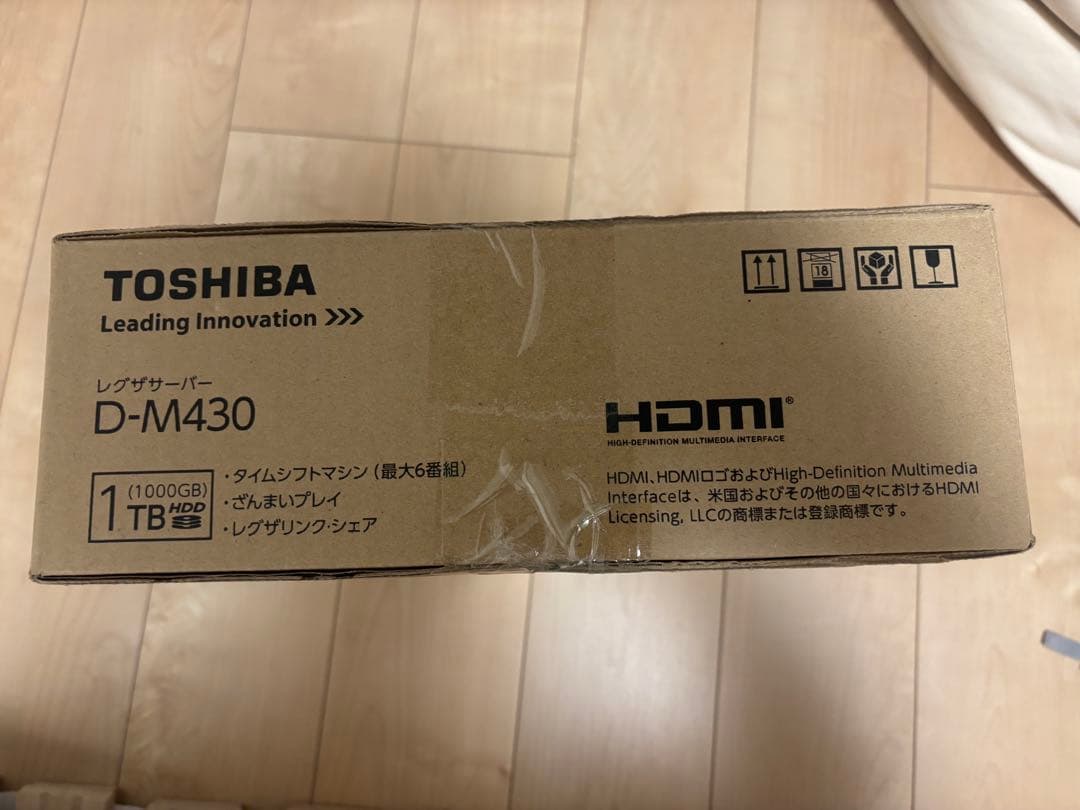 TOSHIBA
Leading Innovation >>>
レグザサーバー
D-M430
1TB
(1000GB)
HDD
・タイムシフトマシン(最大6番組)
・ざんまいプレイ
・レグザリンク・シェア
18
HDMI®
HIGH-DEFINITION MULTIMEDIA INTERFACE
HDMI、HDMIロゴおよびHigh-Definition Multimedia
Interfaceは、米国およびその他の国々におけるHDMI
Licensing, LLCの商標または登録商標です。